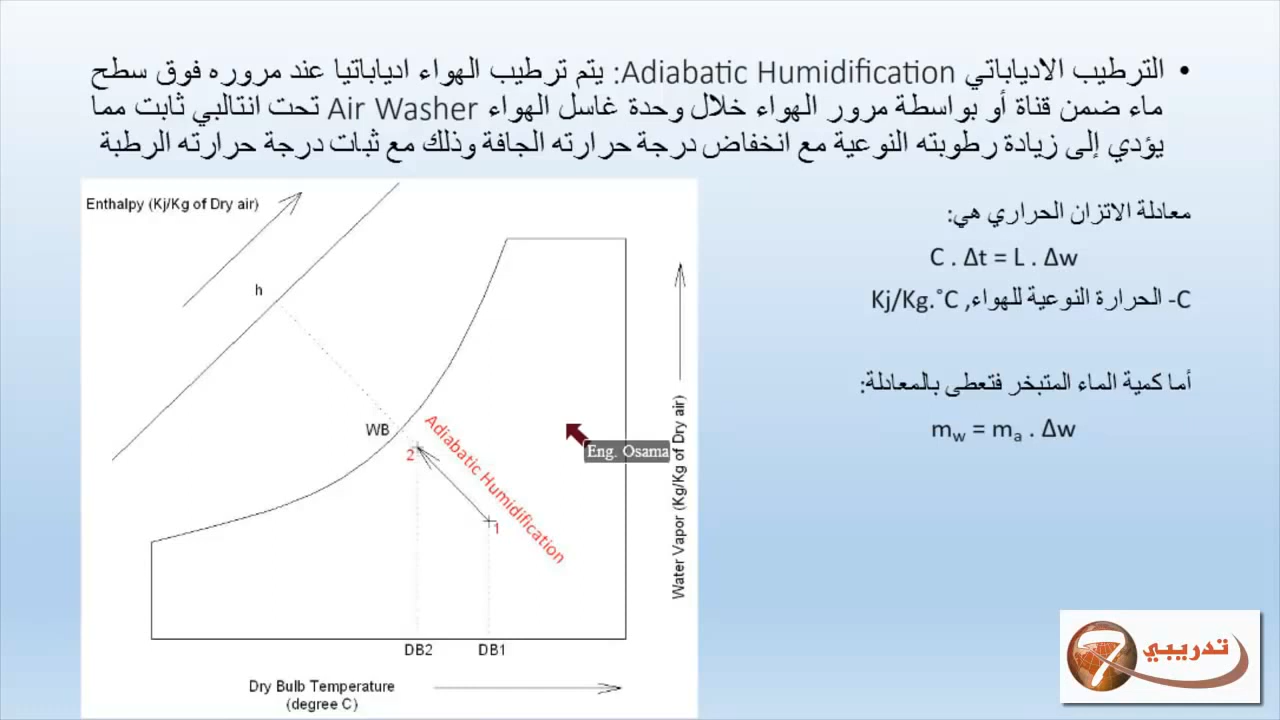 • الترطيب الادياباتي Adiabatic Humidification: يتم ترطيب الهواء ادياباتيا عند مروره فوق سطح
ماء ضمن قناة أو بواسطة مرور الهواء خلال وحدة غاسل الهواء Air Washer تحت انتالبي ثابت مما
يؤدي إلى زيادة رطوبته النوعية مع انخفاض درجة حرارته الجافة وذلك مع ثبات درجة حرارته الرطبة
معادلة الاتزان الحراري هي:
C . Δt = L . Δw
C- الحرارة النوعية للهواء, Kj/Kg.˚C
أما كمية الماء المتبخر فتعطى بالمعادلة:
mw = ma . Δw
Enthalpy (Kj/Kg of Dry air)
h
WB
2
Adiabatic Humidification
1
Eng. Osama
Water Vapor (Kg/Kg of Dry air)
DB2
DB1
Dry Bulb Temperature
(degree C)
تدريبي
7